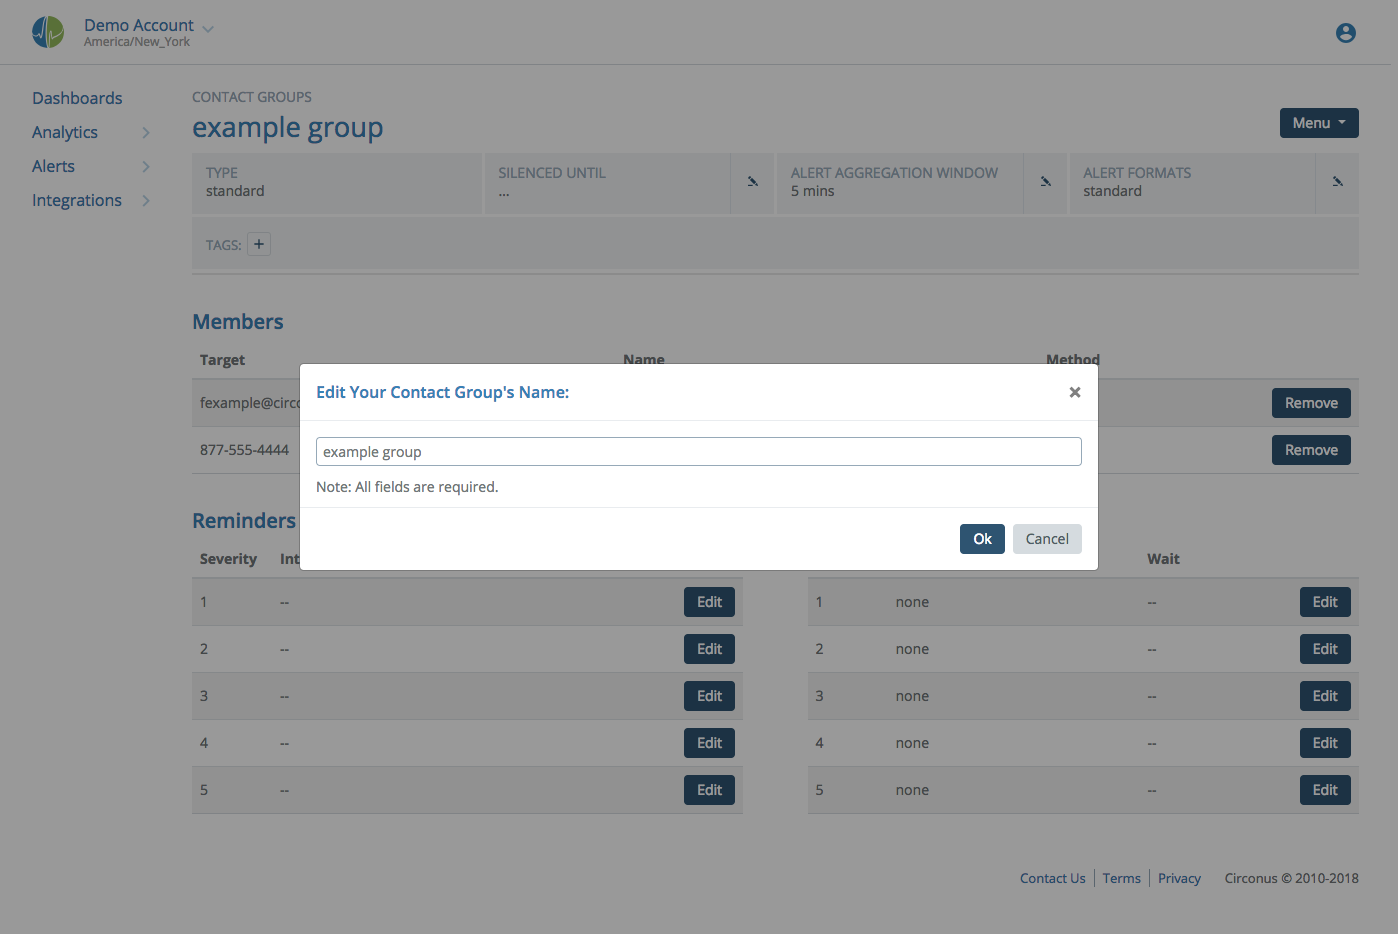 Demo Account
America/New_York
Dashboards
Analytics
Alerts
Integrations
CONTACT GROUPS
example group
Menu
TYPE
standard
SILENCED UNTIL
...
ALERT AGGREGATION WINDOW
5 mins
ALERT FORMATS
standard
TAGS: +
Members
Target Name Method
fexample@circ
Remove
877-555-4444
Remove
Edit Your Contact Group's Name:
×
example group
Note: All fields are required.
Ok Cancel
Reminders
Severity Int
1 -- Edit
2 -- Edit
3 -- Edit
4 -- Edit
5 -- Edit
Wait
1 none -- Edit
2 none -- Edit
3 none -- Edit
4 none -- Edit
5 none -- Edit
Contact Us Terms Privacy Circonus © 2010-2018